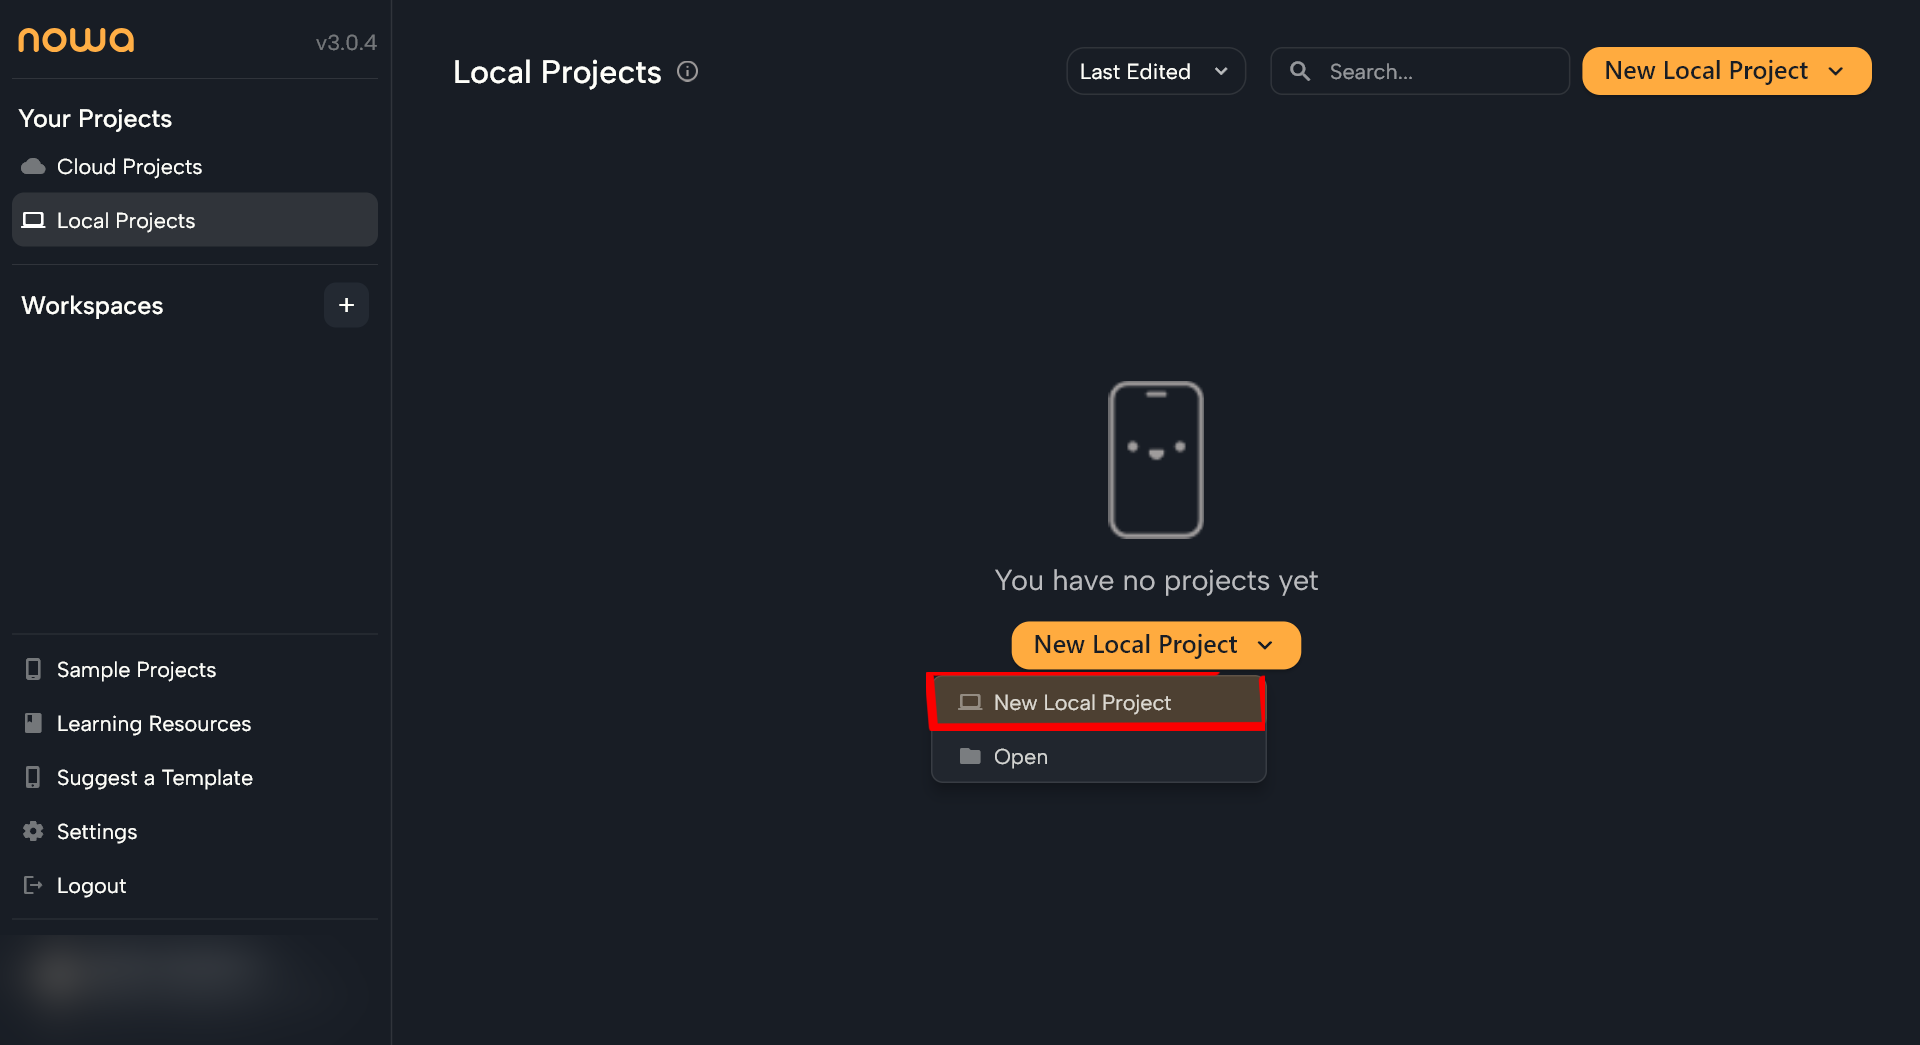 nowa
v3.0.4
Your Projects
Cloud Projects
Local Projects
Workspaces
+
Sample Projects
Learning Resources
Suggest a Template
Settings
Logout
Local Projects
Last Edited
Search...
New Local Project
You have no projects yet
New Local Project
New Local Project
Open